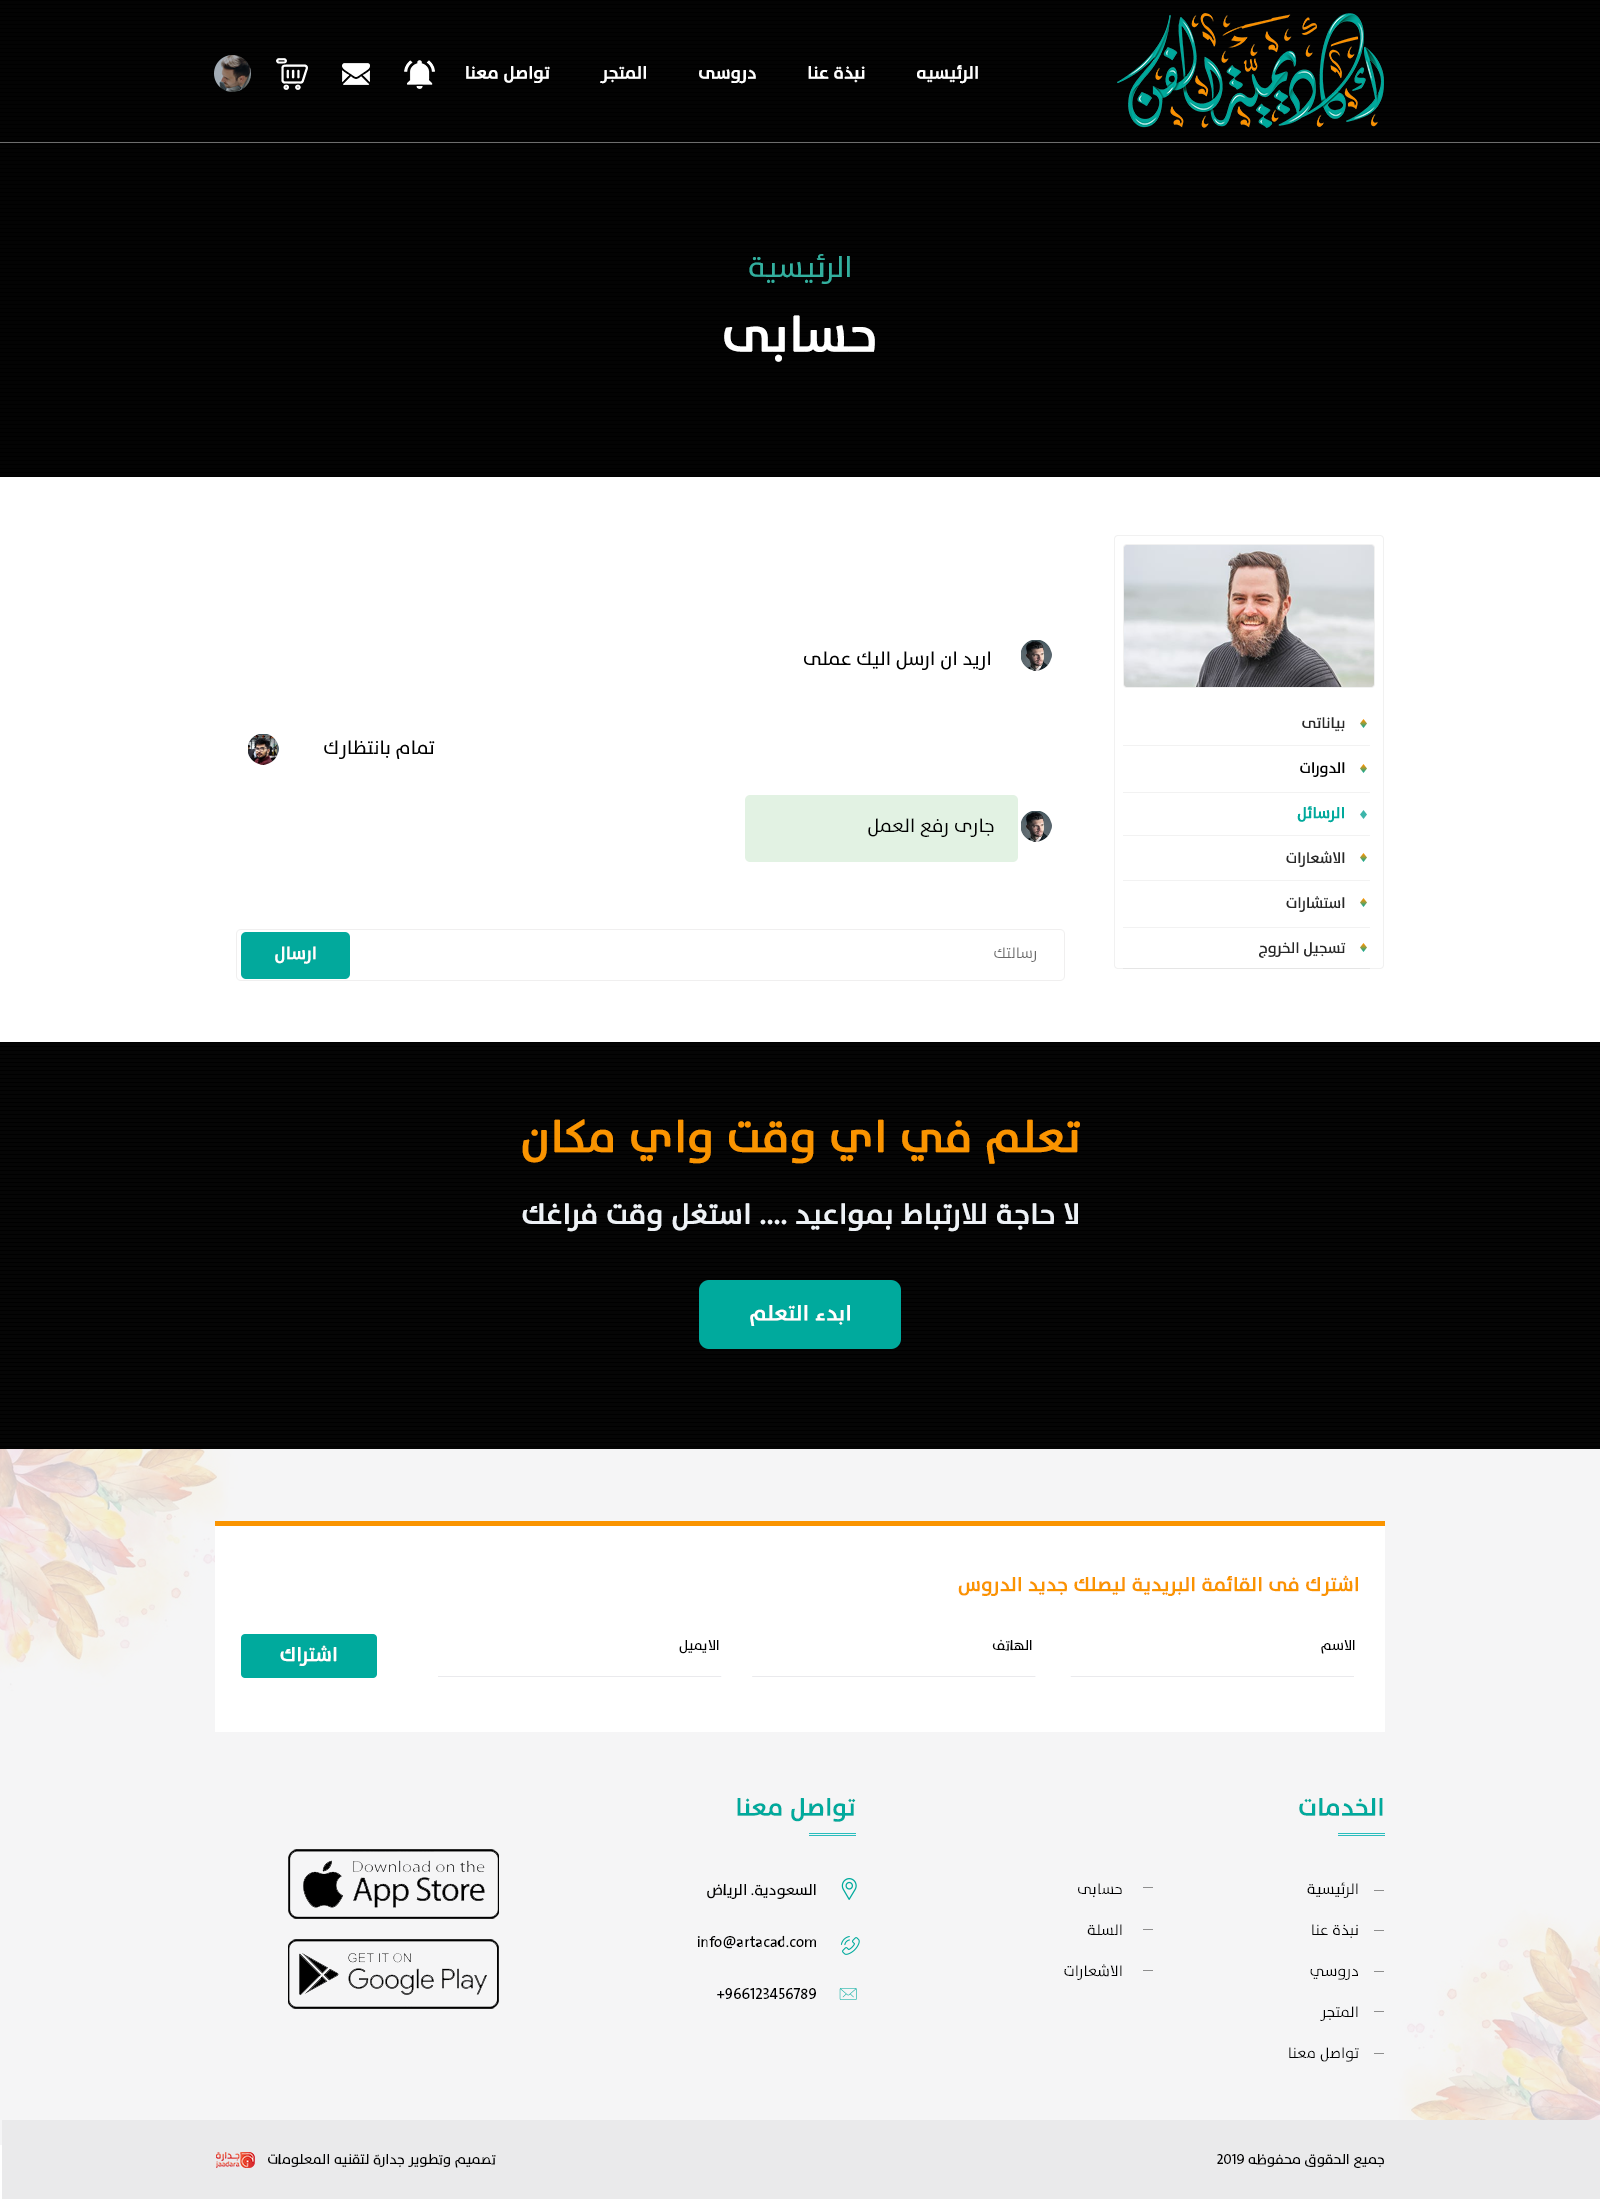 أكاديمية الفن
الرئيسيه
نبذة عنا
دروسى
المتجر
تواصل معنا
الرئيسية
حسابى
بياناتى
الدورات
الرسائل
الاشعارات
استشارات
تسجيل الخروج
اريد ان ارسل اليك عملى
تمام بانتظارك
جارى رفع العمل
رسالتك
ارسال
تعلم في اي وقت واي مكان
لا حاجة للارتباط بمواعيد .... استغل وقت فراغك
ابدء التعلم
اشترك فى القائمة البريدية ليصلك جديد الدروس
الاسم
الهاتف
الايميل
اشتراك
الخدمات
الرئيسية
نبذة عنا
دروسي
المتجر
تواصل معنا
حسابى
السلة
الاشعارات
تواصل معنا
السعودية. الرياض
info@artacad.com
+966123456789
Download on the
App Store
GET IT ON
Google Play
جميع الحقوق محفوظه 2019
تصميم وتطوير جدارة لتقنيه المعلومات
جدارة
jaadara